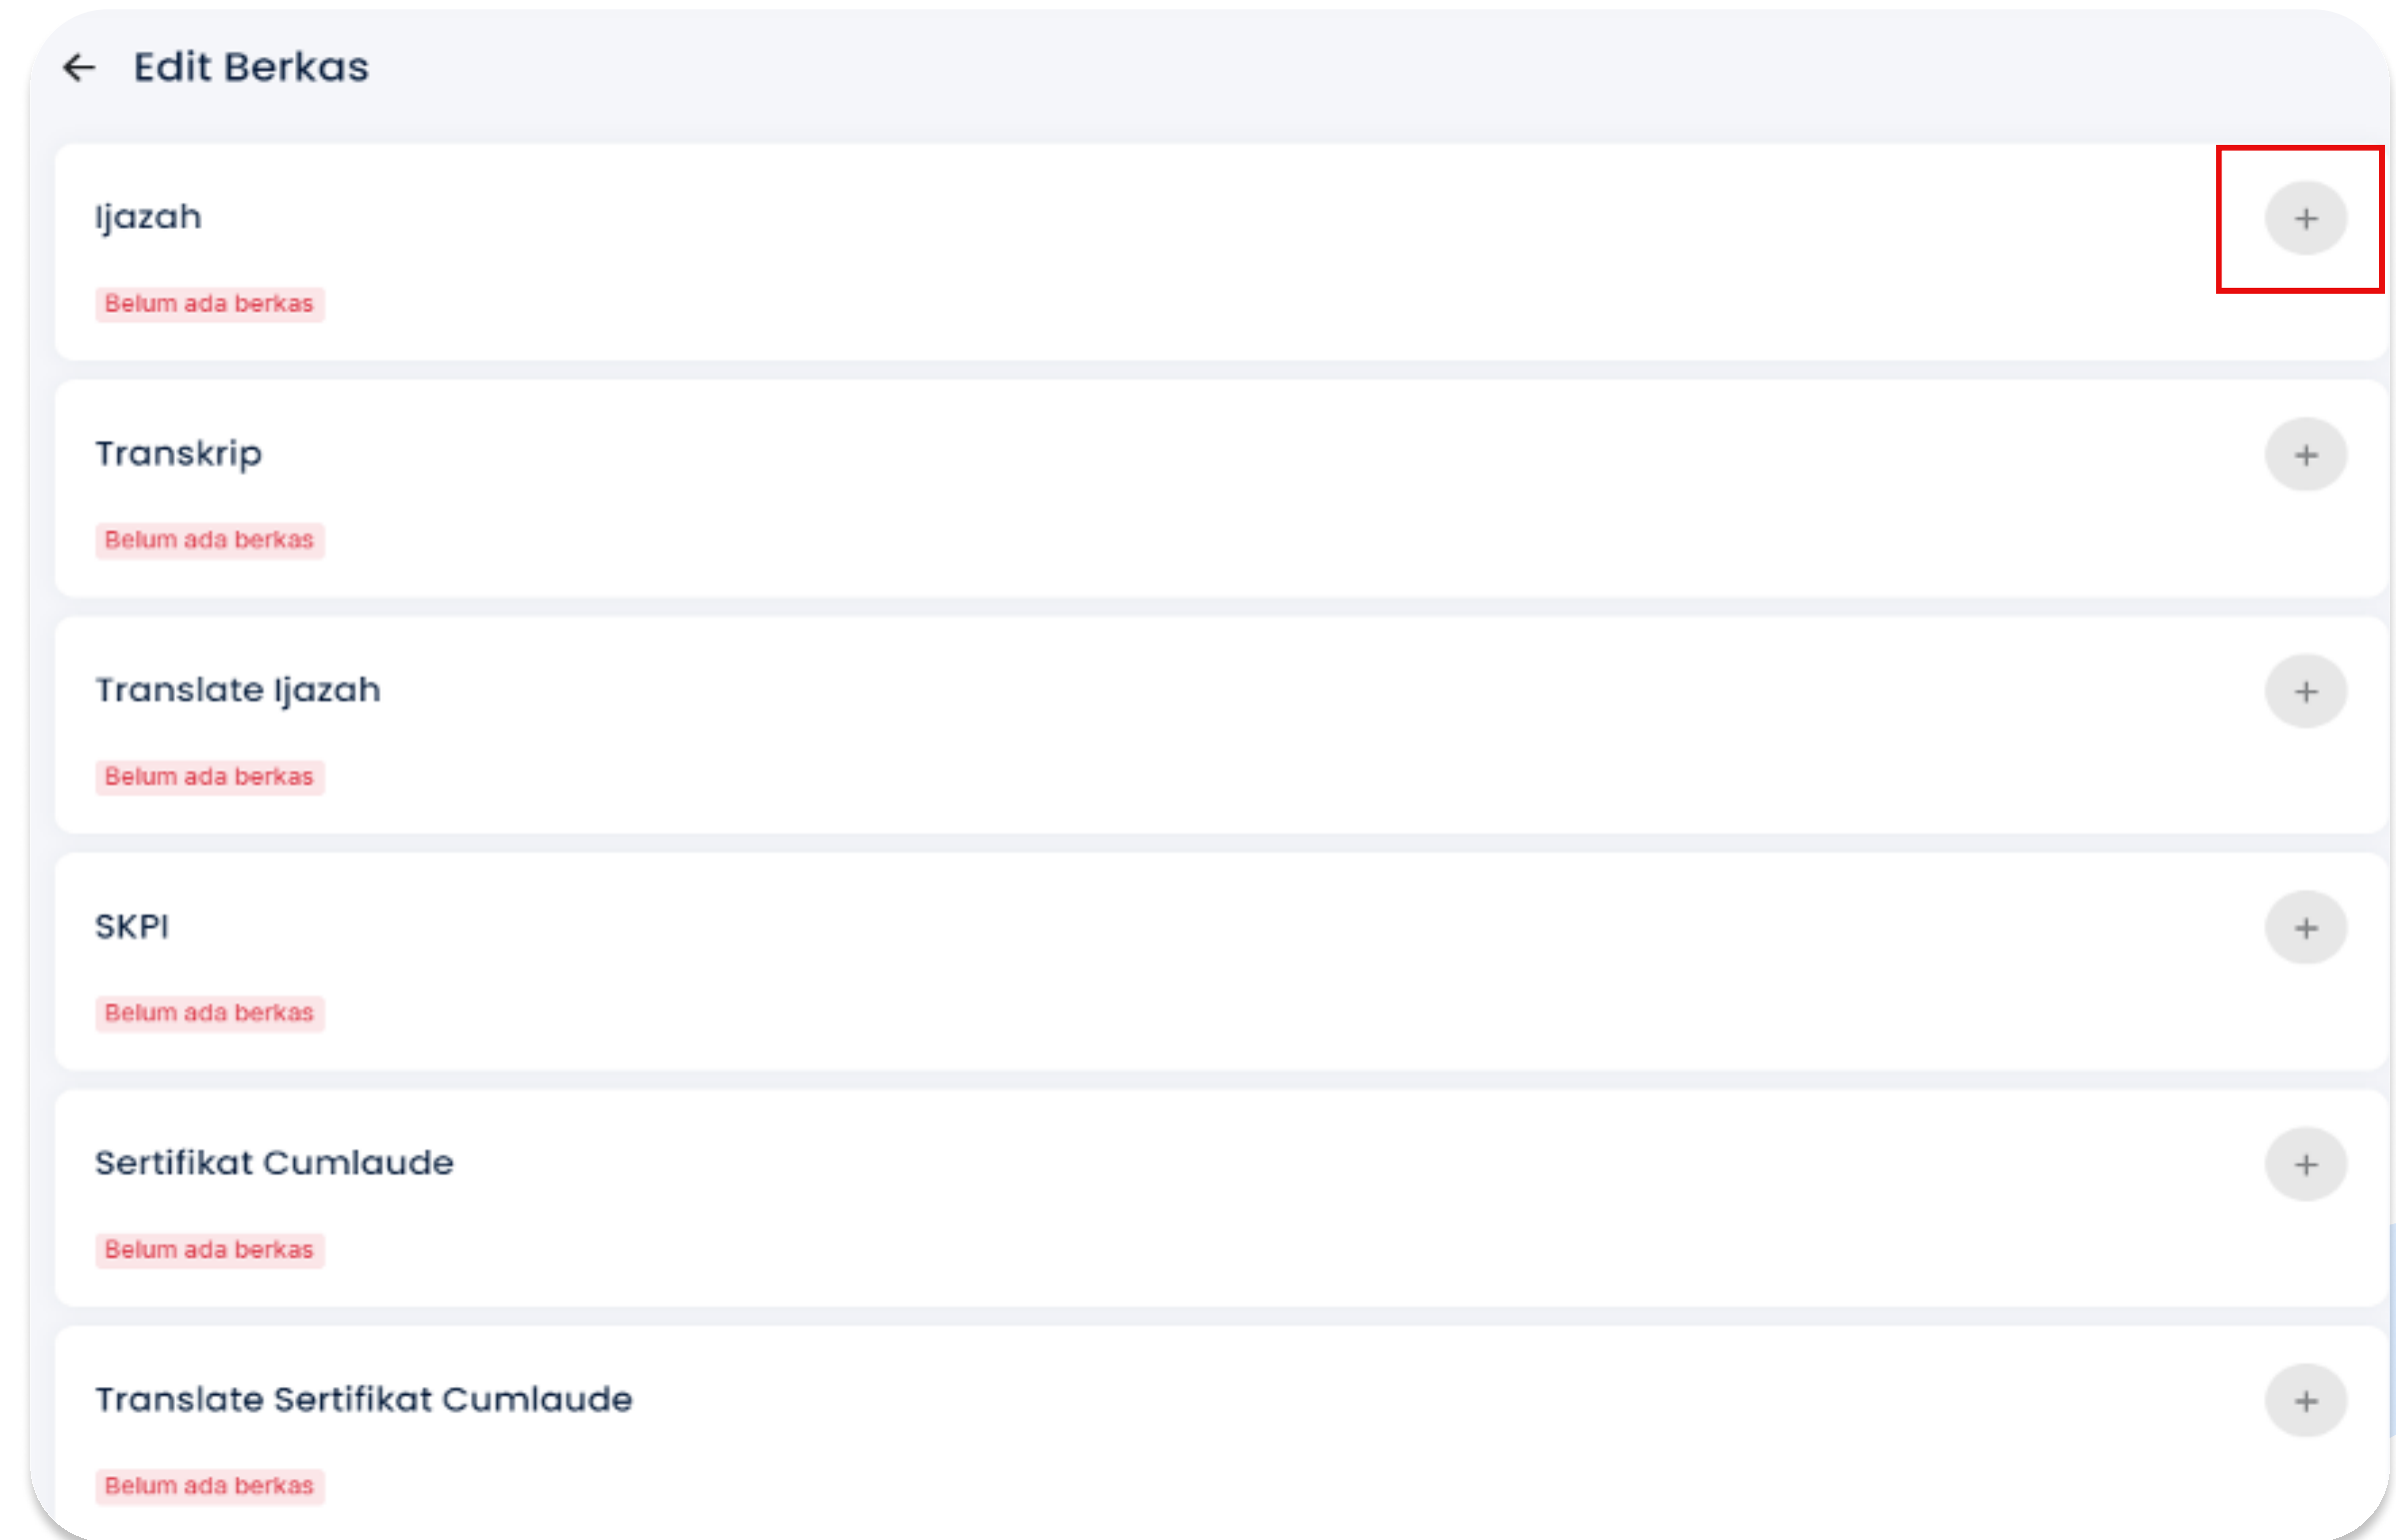 Edit Berkas
Ijazah
Belum ada berkas
Transkrip
Belum ada berkas
Translate Ijazah
Belum ada berkas
SKPI
Belum ada berkas
Sertifikat Cumlaude
Belum ada berkas
Translate Sertifikat Cumlaude
Belum ada berkas